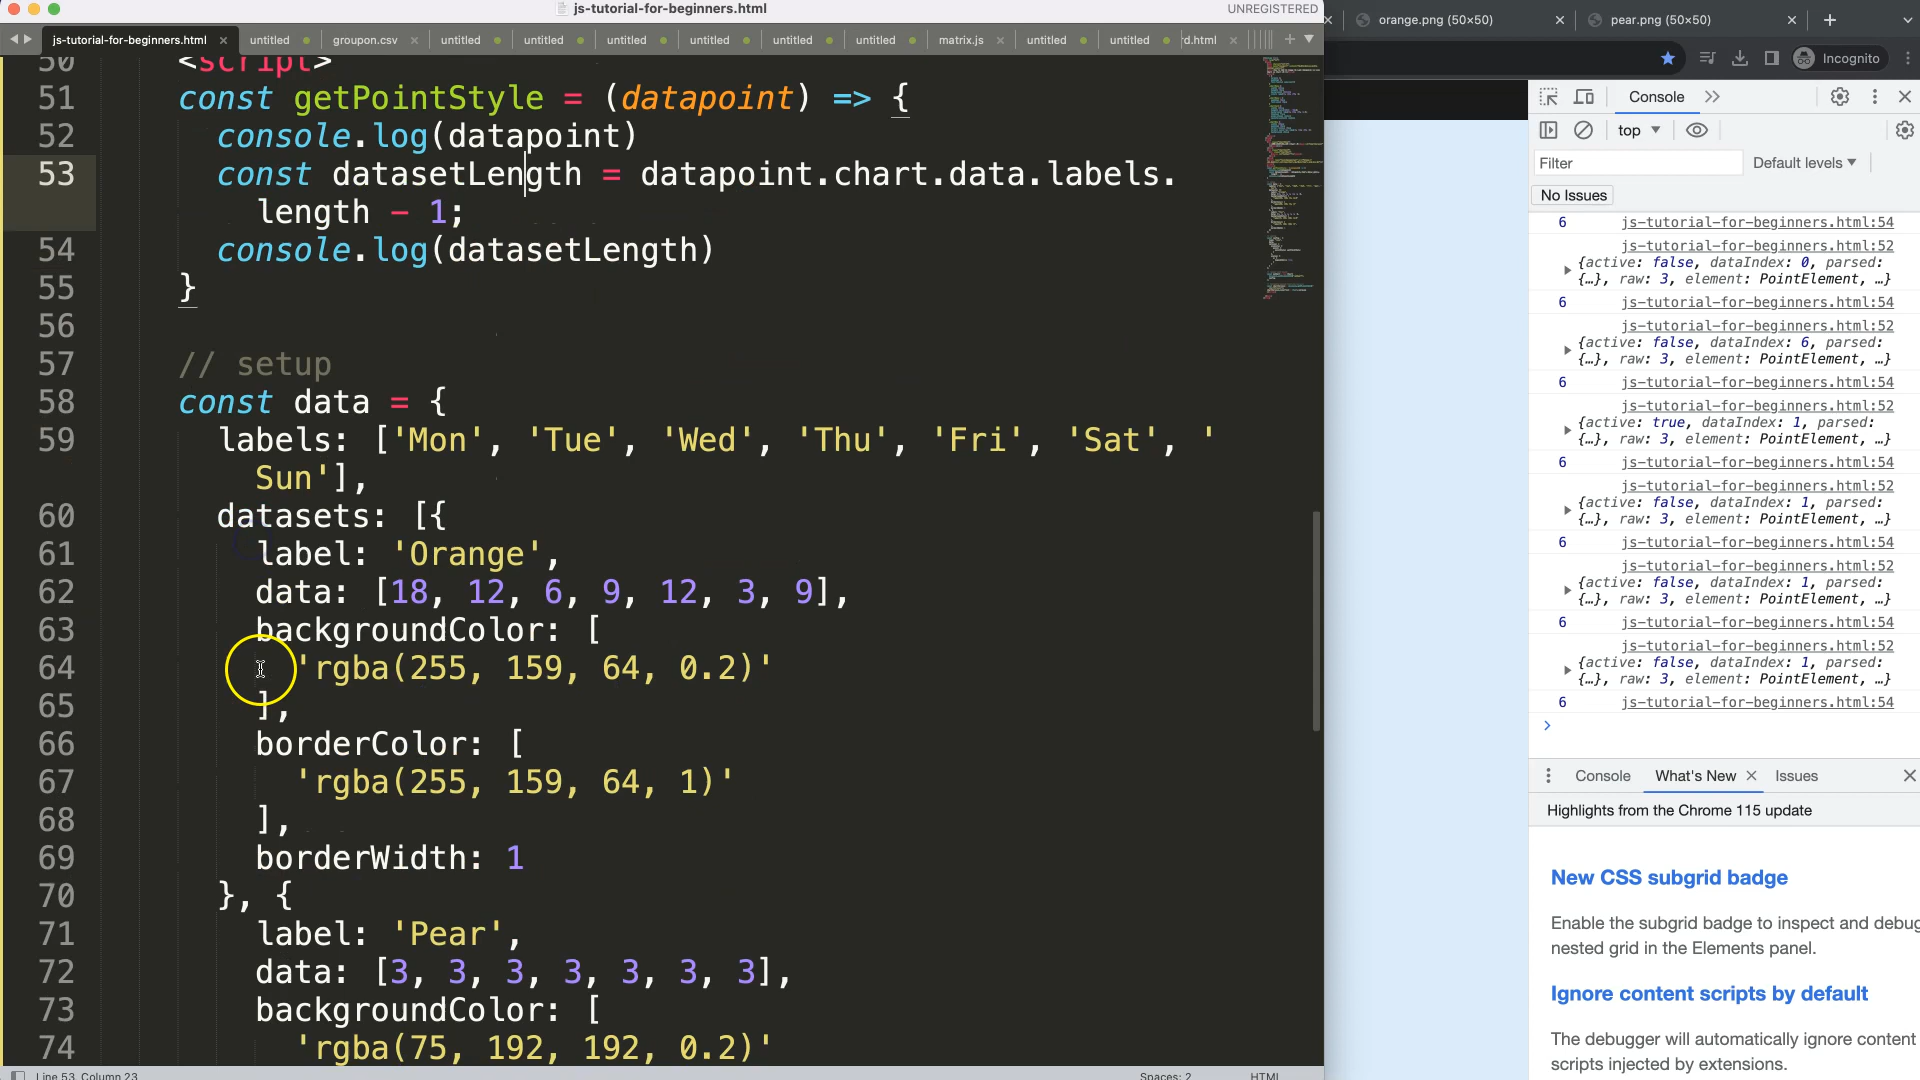 js-tutorial-for-beginners.html
UNREGISTERED
orange.png (50×50)
pear.png (50×50)
js-tutorial-for-beginners.html
untitled
groupon.csv
untitled
untitled
untitled
untitled
untitled
untitled
matrix.js
untitled
untitled
rd.html
Incognito
50 <script>
51 const getPointStyle = (datapoint) => {
52 console.log(datapoint)
53 const datasetLength = datapoint.chart.data.labels.
length - 1;
54 console.log(datasetLength)
55 }
56
57 // setup
58 const data = {
59 labels: ['Mon', 'Tue', 'Wed', 'Thu', 'Fri', 'Sat', '
Sun'],
60 datasets: [{
61 label: 'Orange',
62 data: [18, 12, 6, 9, 12, 3, 9],
63 backgroundColor: [
64 'rgba(255, 159, 64, 0.2)'
65 ],
66 borderColor: [
67 'rgba(255, 159, 64, 1)'
68 ],
69 borderWidth: 1
70 }, {
71 label: 'Pear',
72 data: [3, 3, 3, 3, 3, 3, 3],
73 backgroundColor: [
74 'rgba(75, 192, 192, 0.2)'
Line 53, Column 23
Spaces: 2
HTML
Console
top
Filter
Default levels
No Issues
6 js-tutorial-for-beginners.html:54
js-tutorial-for-beginners.html:52
{active: false, dataIndex: 0, parsed:
{…}, raw: 3, element: PointElement, …}
6 js-tutorial-for-beginners.html:54
js-tutorial-for-beginners.html:52
{active: false, dataIndex: 6, parsed:
{…}, raw: 3, element: PointElement, …}
6 js-tutorial-for-beginners.html:54
js-tutorial-for-beginners.html:52
{active: true, dataIndex: 1, parsed:
{…}, raw: 3, element: PointElement, …}
6 js-tutorial-for-beginners.html:54
js-tutorial-for-beginners.html:52
{active: false, dataIndex: 1, parsed:
{…}, raw: 3, element: PointElement, …}
6 js-tutorial-for-beginners.html:54
js-tutorial-for-beginners.html:52
{active: false, dataIndex: 1, parsed:
{…}, raw: 3, element: PointElement, …}
6 js-tutorial-for-beginners.html:54
js-tutorial-for-beginners.html:52
{active: false, dataIndex: 1, parsed:
{…}, raw: 3, element: PointElement, …}
6 js-tutorial-for-beginners.html:54
Console
What's New
Issues
Highlights from the Chrome 115 update
New CSS subgrid badge
Enable the subgrid badge to inspect and debug
nested grid in the Elements panel.
Ignore content scripts by default
The debugger will automatically ignore content
scripts injected by extensions.